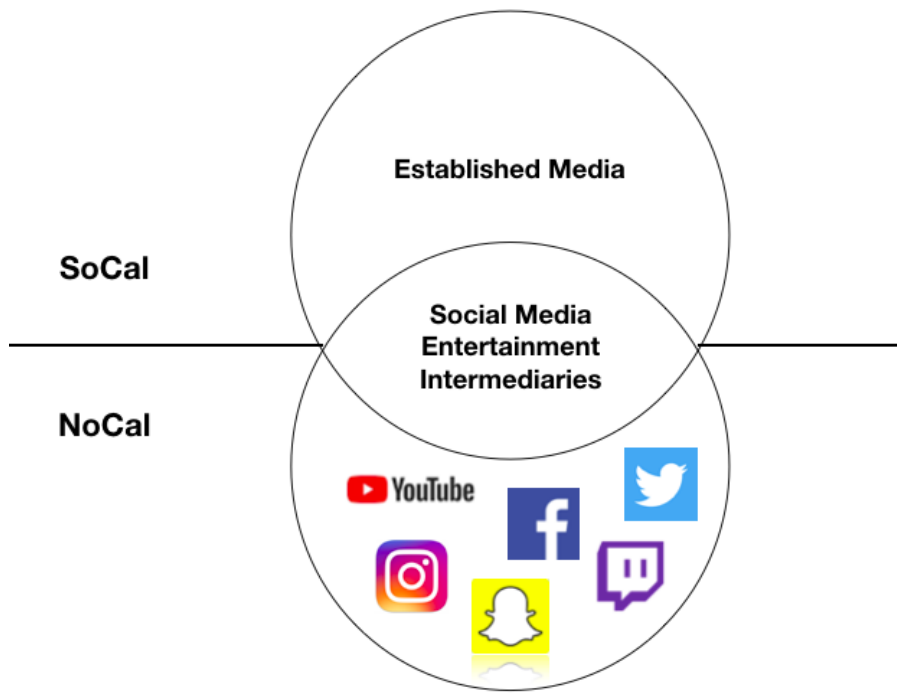 Established Media
SoCal
Social Media
Entertainment
Intermediaries
NoCal
YouTube
f